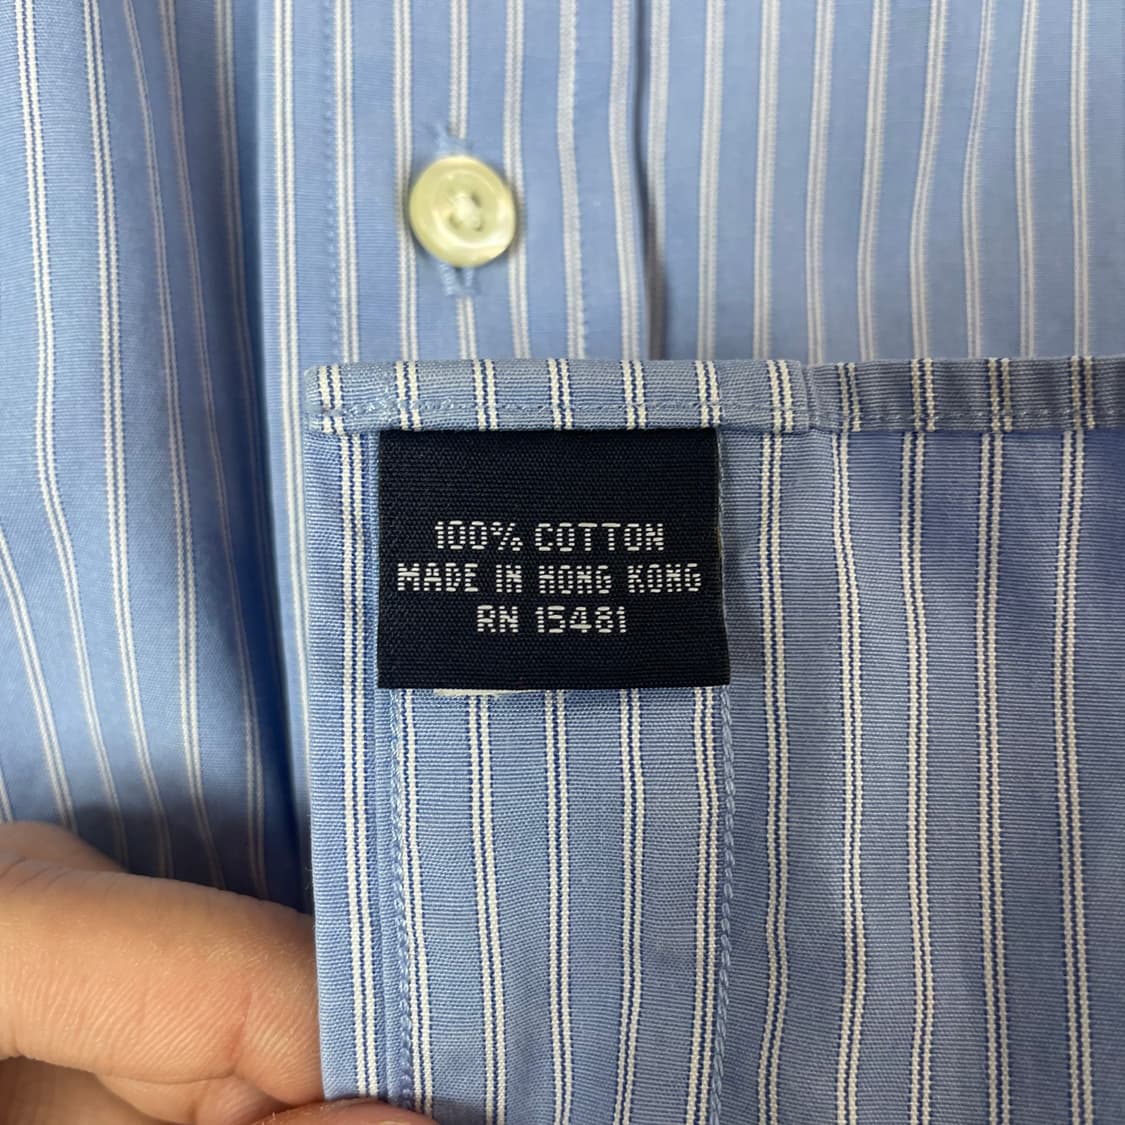 100% COTTON
MADE IN HONG KONG
RN 15481